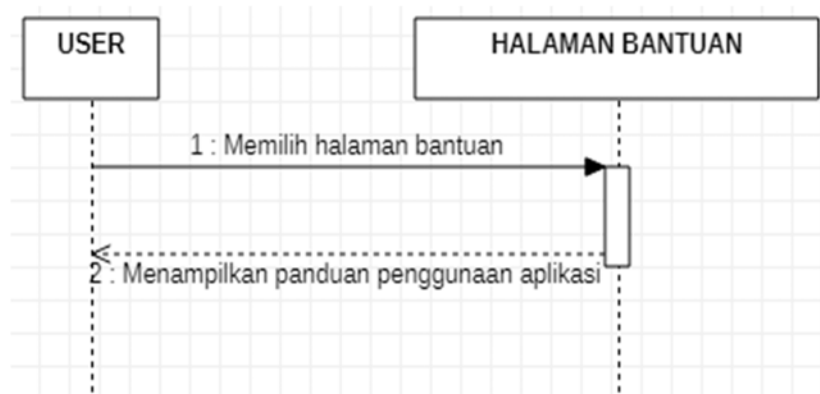 USER
HALAMAN BANTUAN
1 : Memilih halaman bantuan
2 : Menampilkan panduan penggunaan aplikasi